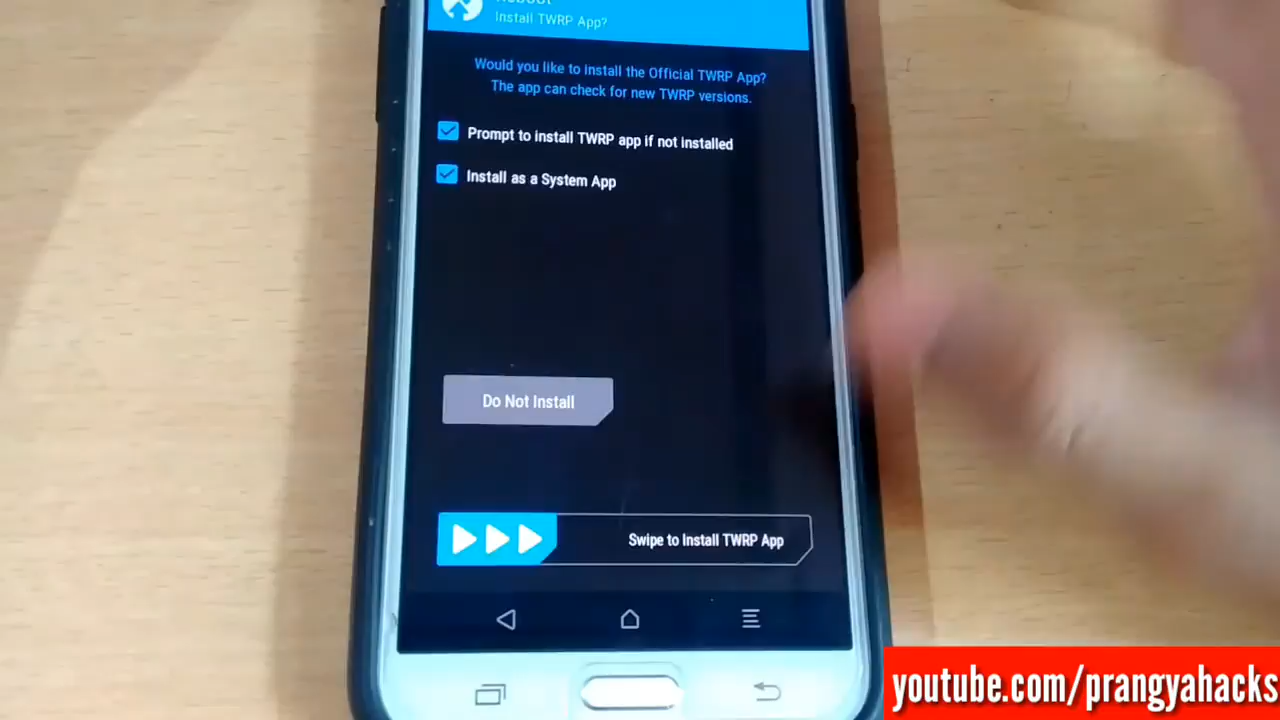 Reboot
Install TWRP App?
Would you like to install the Official TWRP App?
The app can check for new TWRP versions.
Prompt to install TWRP app if not installed
Install as a System App
Do Not Install
Swipe to Install TWRP App
youtube.com/prangyahacks